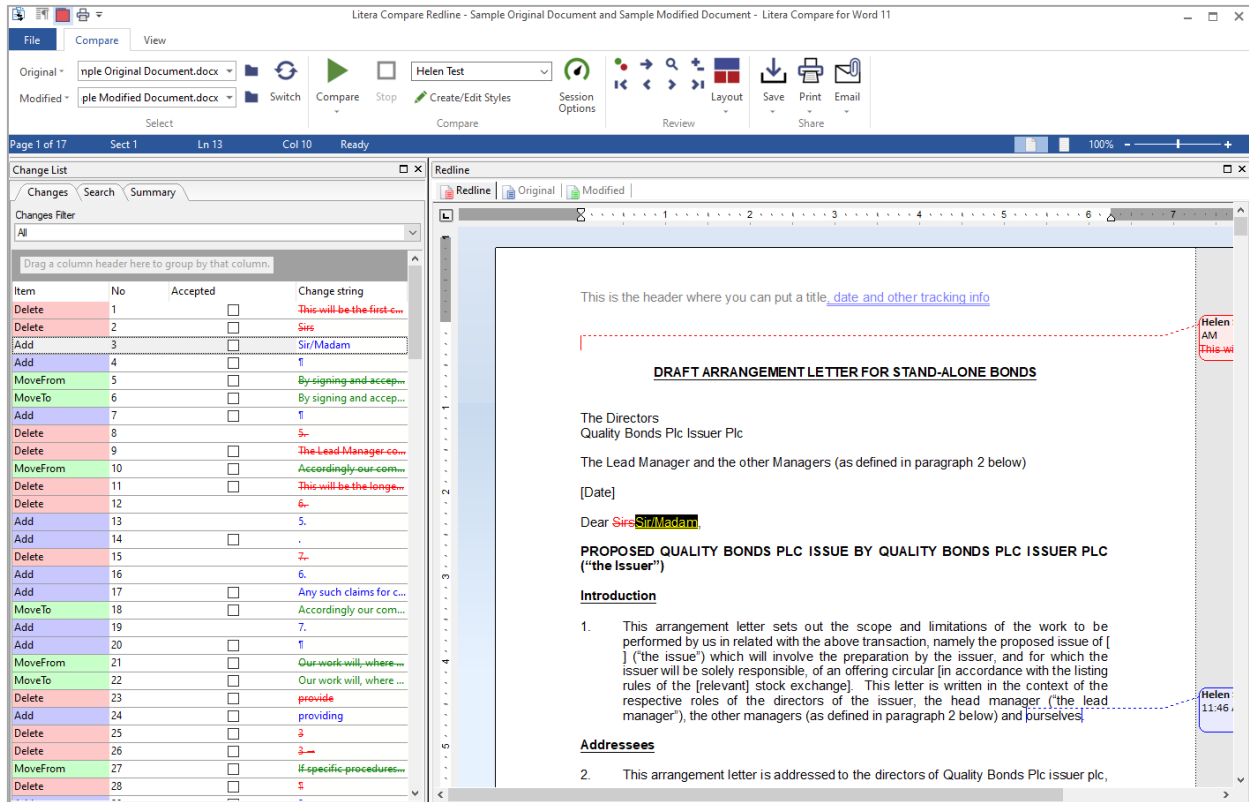 Litera Compare Redline - Sample Original Document and Sample Modified Document - Litera Compare for Word 11
File Compare View
Original nple Original Document.docx Switch Compare Stop Helen Test Session Options Layout Save Print Email
Modified ple Modified Document.docx Create/Edit Styles
Select Compare Review Share
Page 1 of 17 Sect 1 Ln 13 Col 10 Ready 100% - +
Change List
Changes Search Summary
Changes Filter
All
Drag a column header here to group by that column.
Item No Accepted Change string
Delete 1 This will be the first c...
Delete 2 Sirs
Add 3 Sir/Madam
Add 4 ¶
MoveFrom 5 By signing and accep...
MoveTo 6 By signing and accep...
Add 7 ¶
Delete 8 5.
Delete 9 The Lead Manager co...
MoveFrom 10 Accordingly our com...
Delete 11 This will be the longe...
Delete 12 6.
Add 13 5.
Add 14 .
Delete 15 7.
Add 16 6.
Add 17 Any such claims for c...
MoveTo 18 Accordingly our com...
Add 19 7.
Add 20 ¶
MoveFrom 21 Our work will, where ...
MoveTo 22 Our work will, where ...
Delete 23 provide
Add 24 providing
Delete 25 3
Delete 26 3
MoveFrom 27 If specific procedures...
Delete 28 ¶
Redline
Redline Original Modified
1 2 3 4 5 6 7
This is the header where you can put a title, date and other tracking info
Helen
AM
This wi
DRAFT ARRANGEMENT LETTER FOR STAND-ALONE BONDS
The Directors
Quality Bonds Plc Issuer Plc
The Lead Manager and the other Managers (as defined in paragraph 2 below)
[Date]
Dear SirsSir/Madam,
PROPOSED QUALITY BONDS PLC ISSUE BY QUALITY BONDS PLC ISSUER PLC
(“the Issuer”)
Introduction
1. This arrangement letter sets out the scope and limitations of the work to be
performed by us in related with the above transaction, namely the proposed issue of [
] (“the issue”) which will involve the preparation by the issuer, and for which the
issuer will be solely responsible, of an offering circular [in accordance with the listing
rules of the [relevant] stock exchange]. This letter is written in the context of the
respective roles of the directors of the issuer, the head manager (“the lead
manager”), the other managers (as defined in paragraph 2 below) and ourselves.
Helen
11:46
Addressees
2. This arrangement letter is addressed to the directors of Quality Bonds Plc issuer plc,
1
2
3
4
5